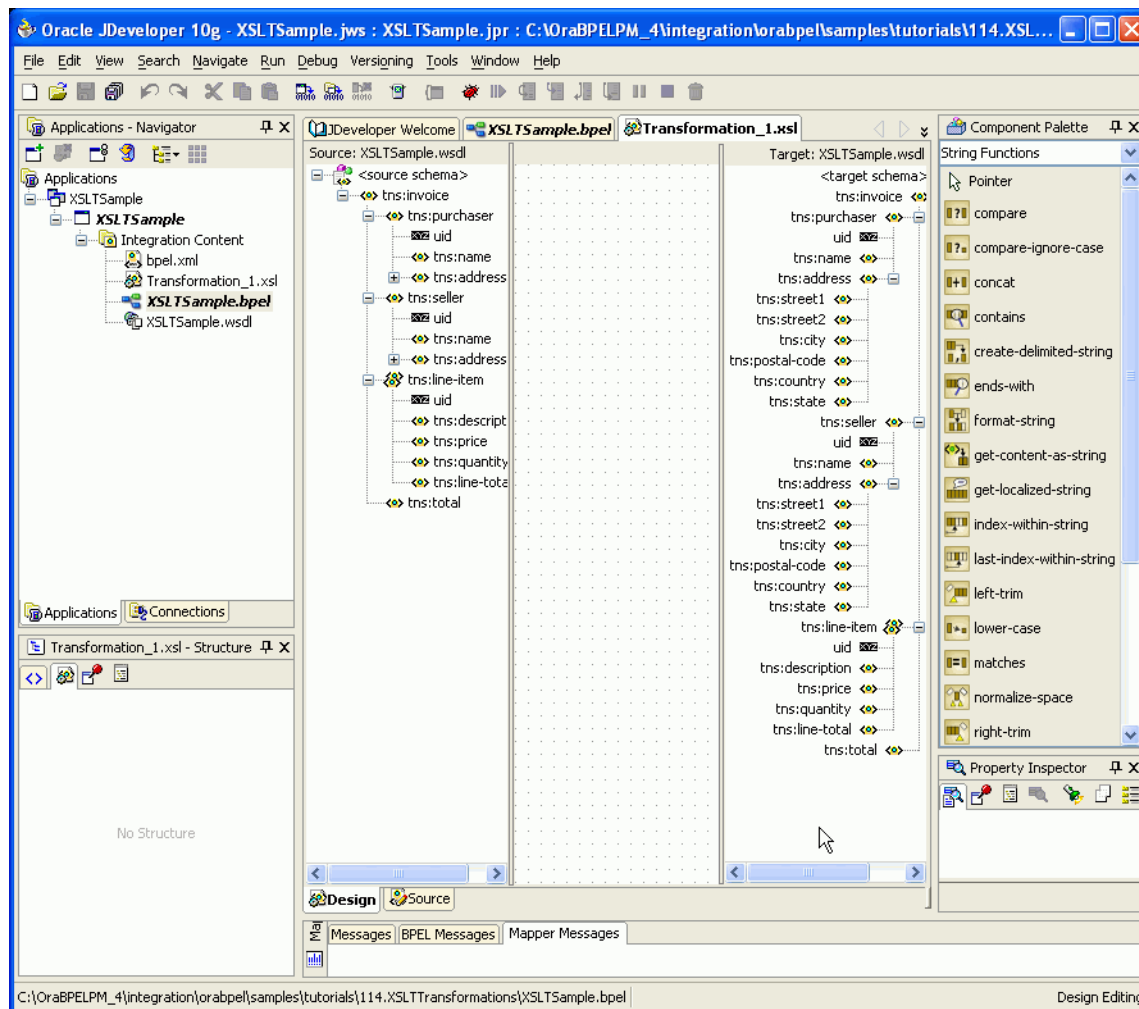 Oracle JDeveloper 10g - XSLTSample.jws : XSLTSample.jpr : C:\OraBPELPM_4\integration\orabpel\samples\tutorials\114.XSL...
File Edit View Search Navigate Run Debug Versioning Tools Window Help
Applications - Navigator
Applications
XSLTSample
XSLTSample
Integration Content
bpel.xml
Transformation_1.xsl
XSLTSample.bpel
XSLTSample.wsdl
Applications Connections
Transformation_1.xsl - Structure
No Structure
JDeveloper Welcome XSLTSample.bpel Transformation_1.xsl
Source: XSLTSample.wsdl
<source schema>
tns:invoice
tns:purchaser
uid
tns:name
tns:address
tns:seller
uid
tns:name
tns:address
tns:line-item
uid
tns:descript
tns:price
tns:quantity
tns:line-tota
tns:total
Target: XSLTSample.wsdl
<target schema>
tns:invoice
tns:purchaser
uid
tns:name
tns:address
tns:street1
tns:street2
tns:city
tns:postal-code
tns:country
tns:state
tns:seller
uid
tns:name
tns:address
tns:street1
tns:street2
tns:city
tns:postal-code
tns:country
tns:state
tns:line-item
uid
tns:description
tns:price
tns:quantity
tns:line-total
tns:total
Design Source
Messages BPEL Messages Mapper Messages
Component Palette
String Functions
Pointer
compare
compare-ignore-case
concat
contains
create-delimited-string
ends-with
format-string
get-content-as-string
get-localized-string
index-within-string
last-index-within-string
left-trim
lower-case
matches
normalize-space
right-trim
Property Inspector
C:\OraBPELPM_4\integration\orabpel\samples\tutorials\114.XSLTTransformations\XSLTSample.bpel
Design Editing